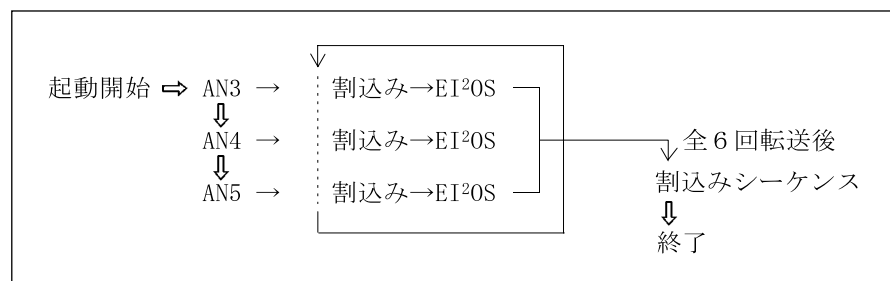 起動開始 ⇨ AN3 → 割込み→EI²OS
⇩
AN4 → 割込み→EI²OS
⇩
AN5 → 割込み→EI²OS
全６回転送後
割込みシーケンス
⇩
終了